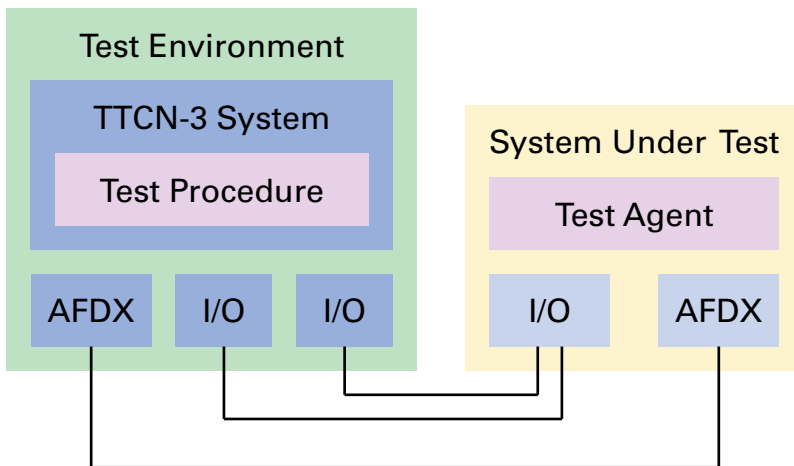 Test Environment
TTCN-3 System
Test Procedure
AFDX
I/O
I/O
System Under Test
Test Agent
I/O
AFDX